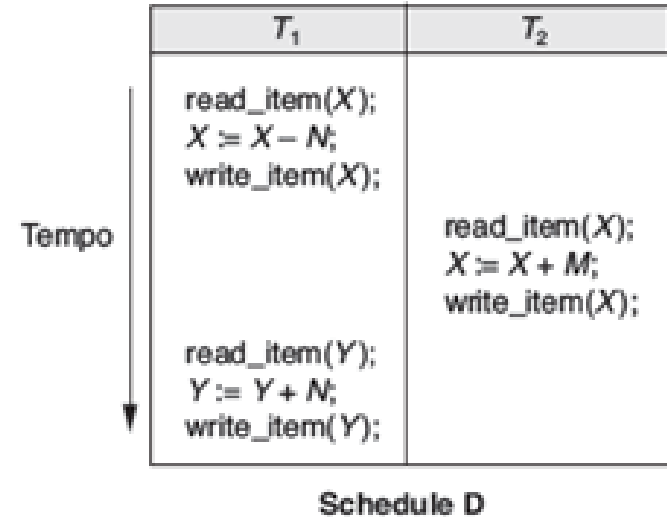 T1 T2
read_item(X);
X := X – N;
write_item(X);
Tempo
read_item(X);
X := X + M;
write_item(X);
read_item(Y);
Y := Y + N;
write_item(Y);
Schedule D